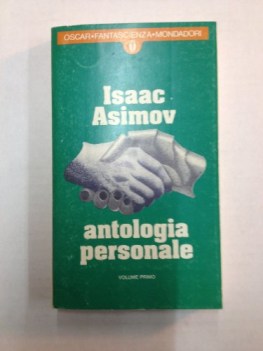 OSCAR•FANTASCIENZA•MONDADORI
Isaac
Asimov
antologia
personale
VOLUME PRIMO